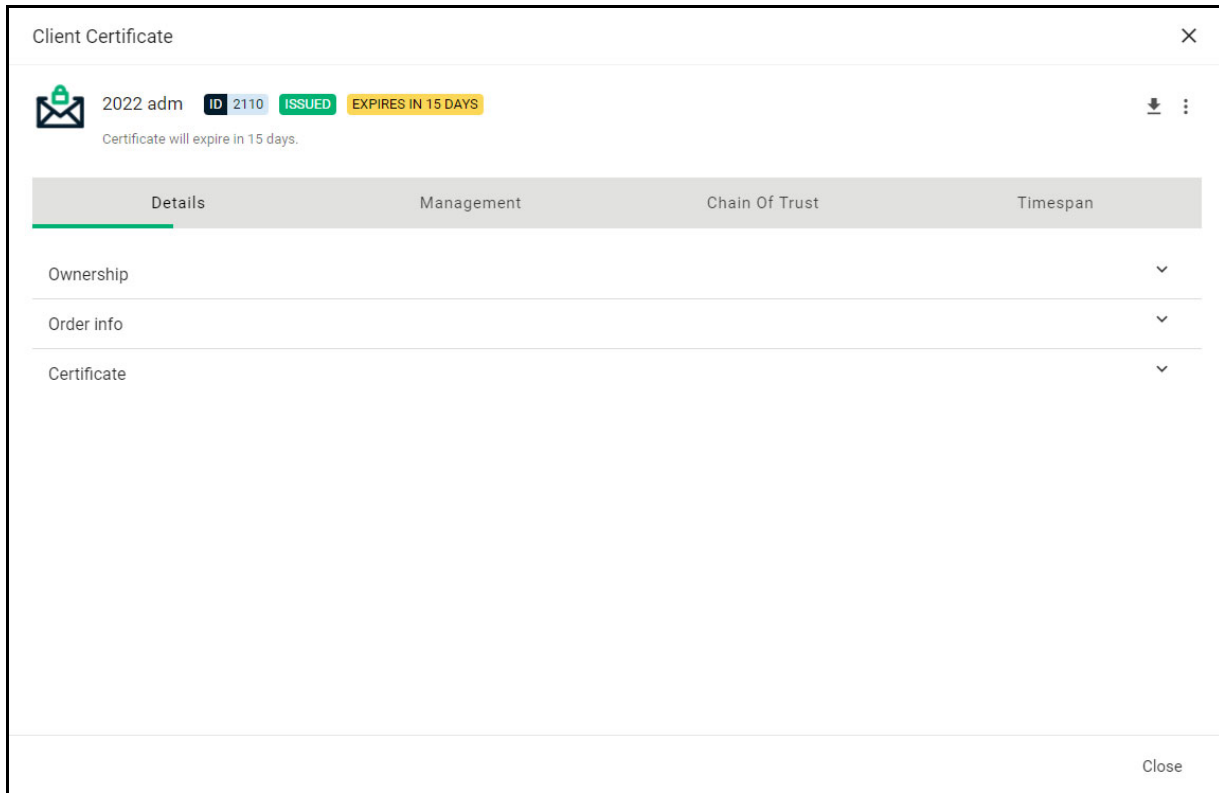 Client Certificate
2022 adm ID 2110 ISSUED EXPIRES IN 15 DAYS
Certificate will expire in 15 days.
Details Management Chain Of Trust Timespan
Ownership
Order info
Certificate
Close